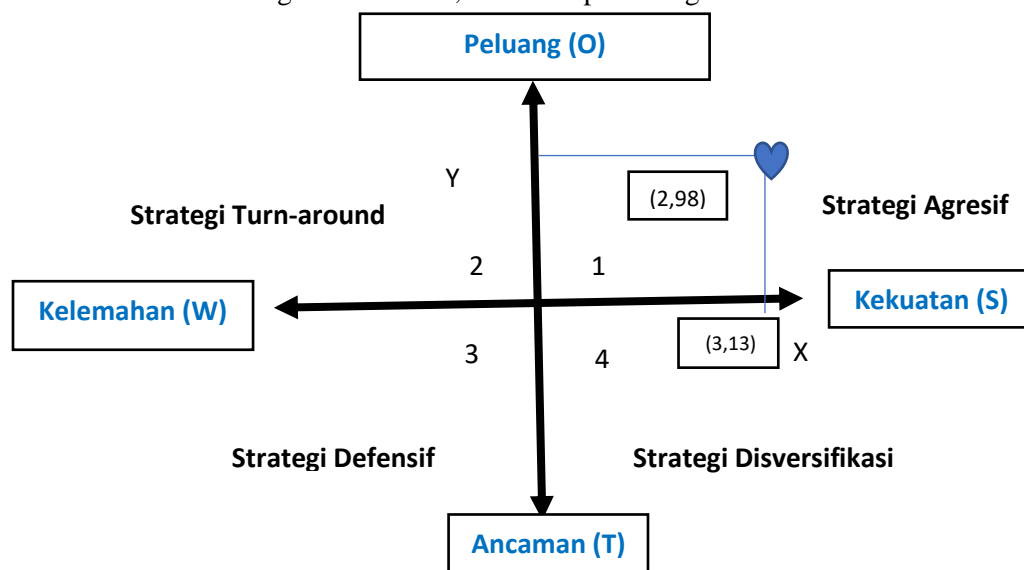 Peluang (O)
Y
(2,98)
Strategi Turn-around
Strategi Agresif
2
1
Kelemahan (W)
Kekuatan (S)
3
4
(3,13)
X
Strategi Defensif
Strategi Disversifikasi
Ancaman (T)